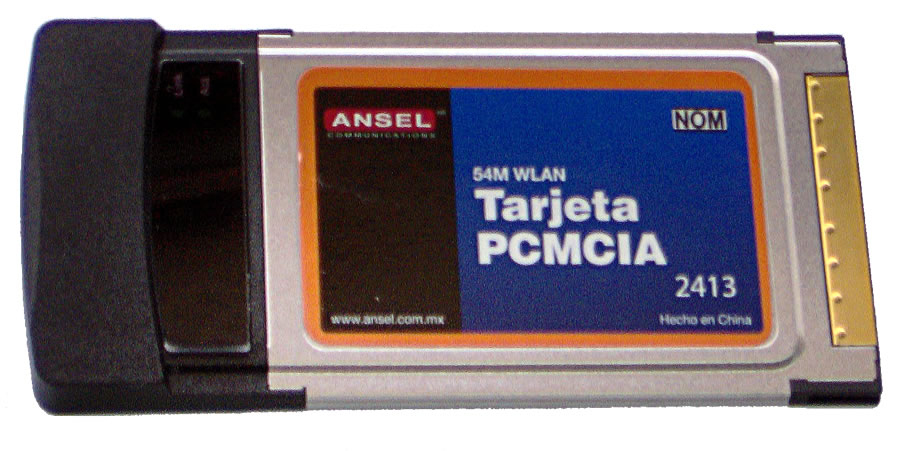 ANSEL
COMMUNICATIONS
NOM
54M WLAN
Tarjeta
PCMCIA
2413
www.ansel.com.mx
Hecho en China